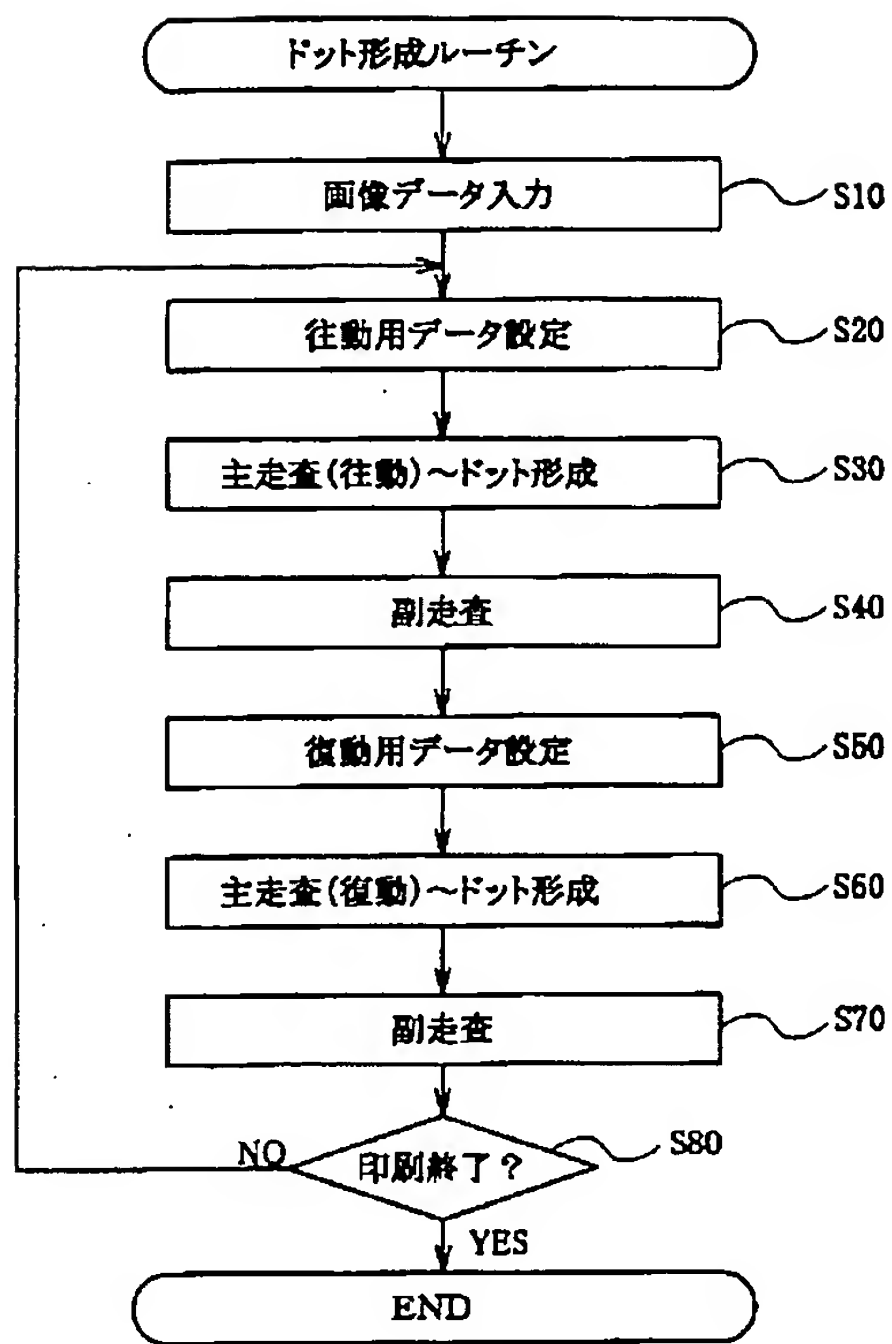 ドット形成ルーチン
画像データ入力
S10
往動用データ設定
S20
主走査(往動)～ドット形成
S30
副走査
S40
復動用データ設定
S50
主走査(復動)～ドット形成
S60
副走査
S70
印刷終了？
S80
NO
YES
END